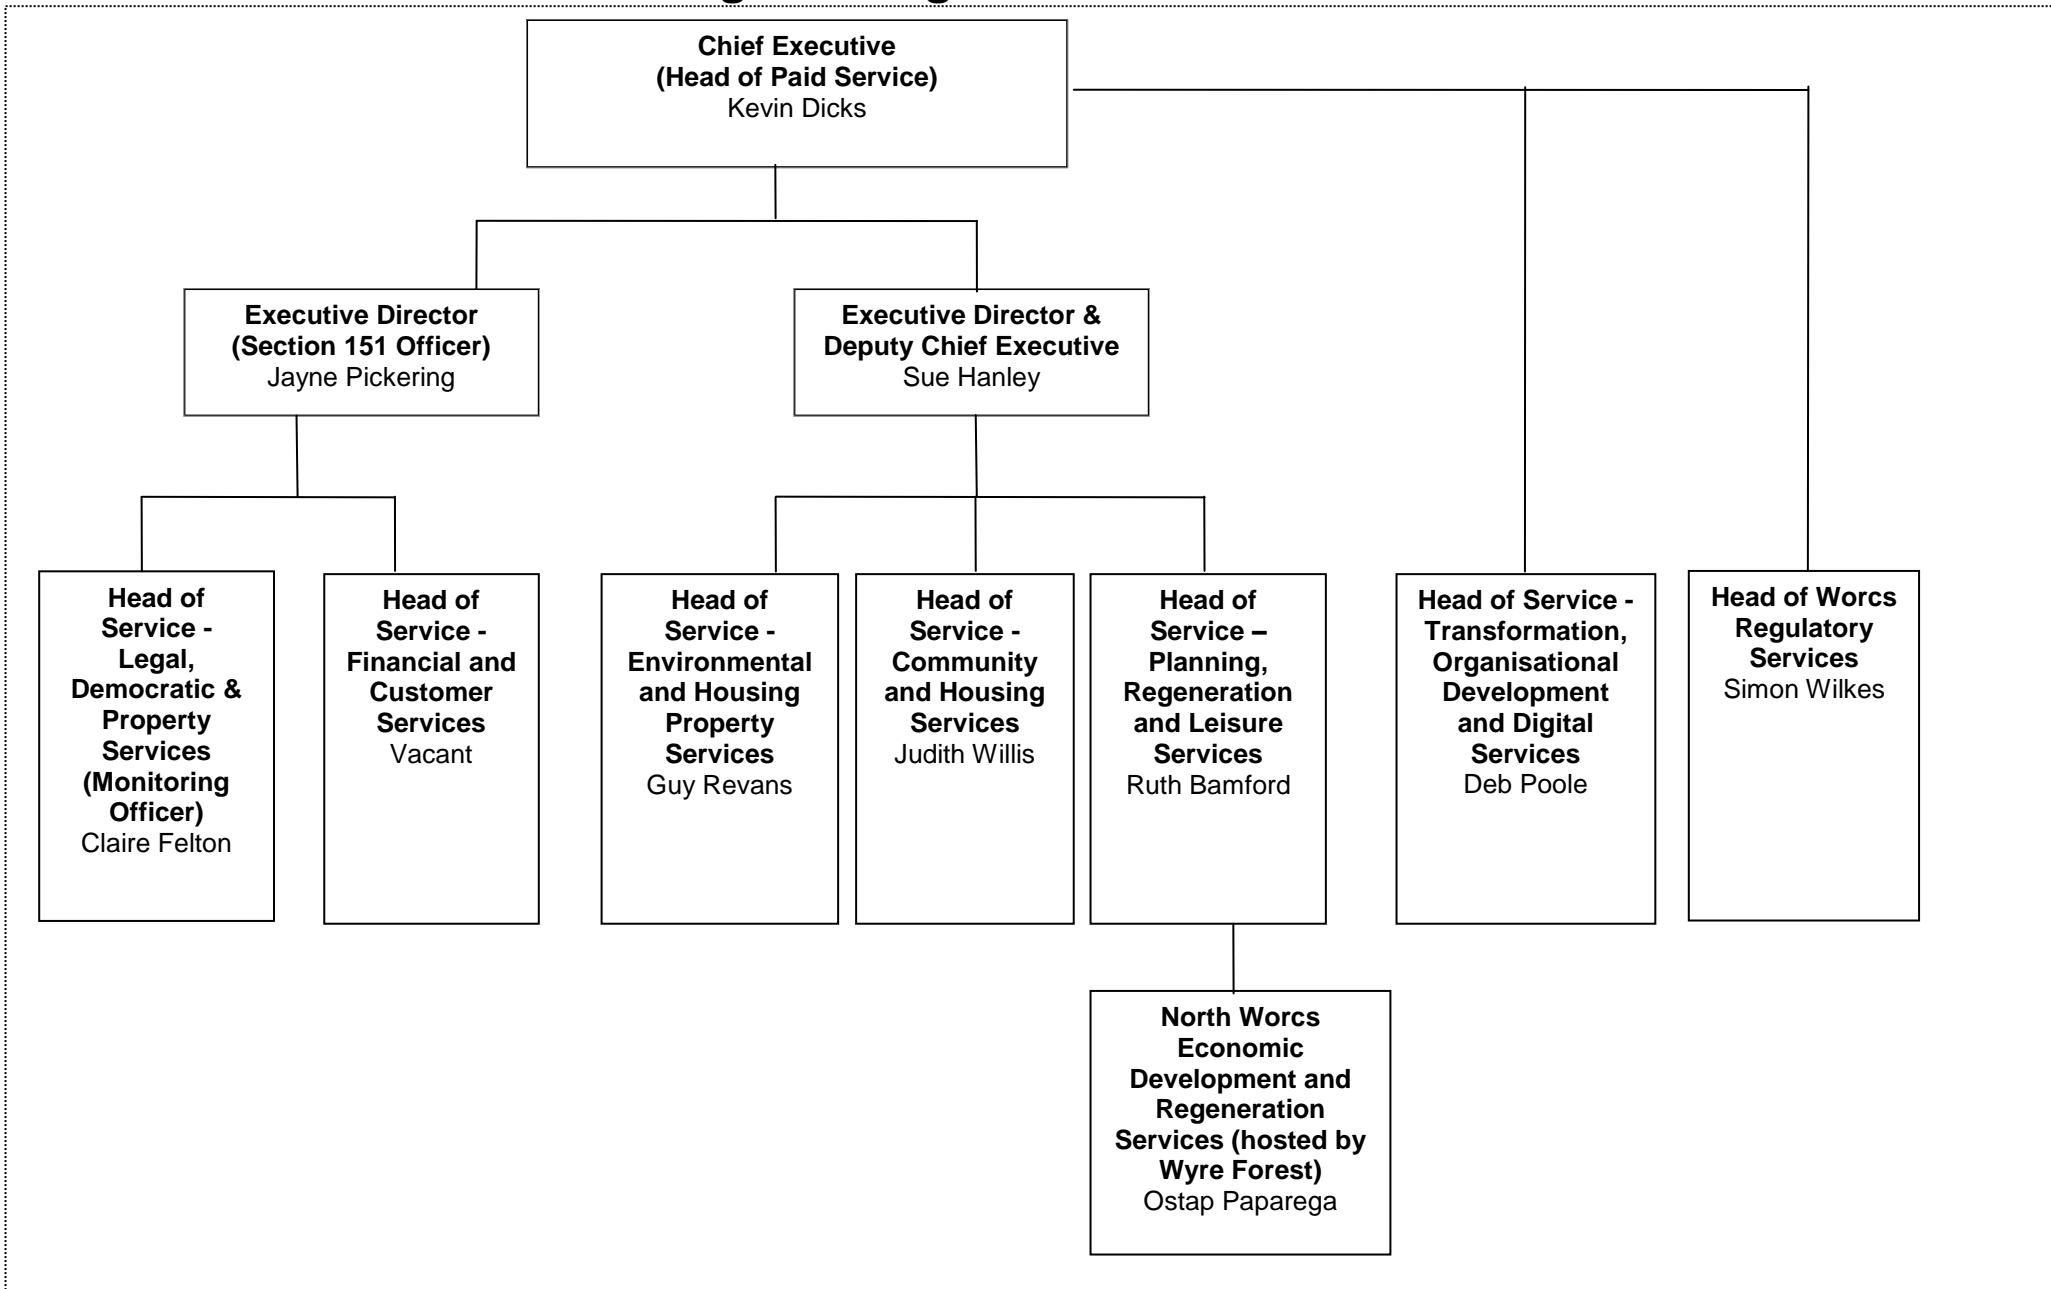 Chief Executive
(Head of Paid Service)
Kevin Dicks
Executive Director
(Section 151 Officer)
Jayne Pickering
Executive Director &
Deputy Chief Executive
Sue Hanley
Head of
Service -
Legal,
Democratic &
Property
Services
(Monitoring
Officer)
Claire Felton
Head of
Service -
Financial and
Customer
Services
Vacant
Head of
Service -
Environmental
and Housing
Property
Services
Guy Revans
Head of
Service -
Community
and Housing
Services
Judith Willis
Head of
Service –
Planning,
Regeneration
and Leisure
Services
Ruth Bamford
Head of Service -
Transformation,
Organisational
Development
and Digital
Services
Deb Poole
Head of Worcs
Regulatory
Services
Simon Wilkes
North Worcs
Economic
Development and
Regeneration
Services (hosted by
Wyre Forest)
Ostap Paparega